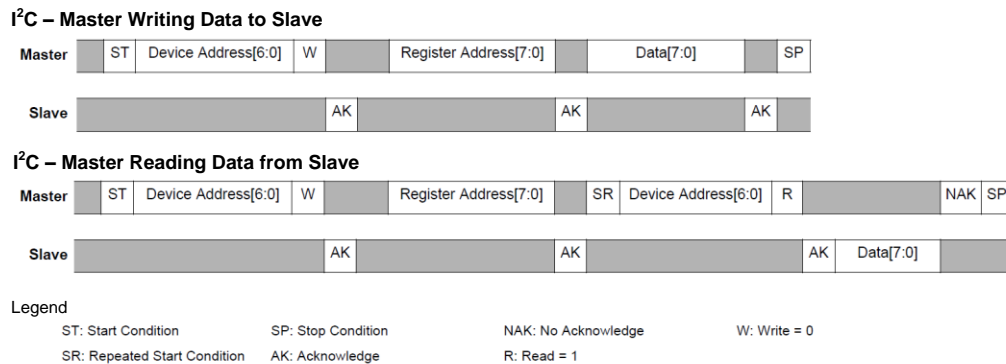 I²C – Master Writing Data to Slave
Master ST Device Address[6:0] W Register Address[7:0] Data[7:0] SP
Slave AK AK AK
I²C – Master Reading Data from Slave
Master ST Device Address[6:0] W Register Address[7:0] SR Device Address[6:0] R NAK SP
Slave AK AK AK Data[7:0]
Legend
ST: Start Condition SP: Stop Condition NAK: No Acknowledge W: Write = 0
SR: Repeated Start Condition AK: Acknowledge R: Read = 1